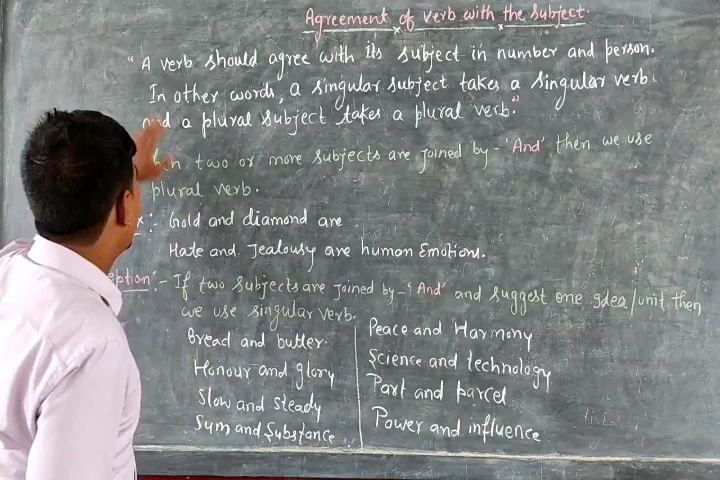 Agreement of verb with the subject.
"A verb should agree with its subject in number and person.
In other words, a singular subject takes a singular verb
and a plural subject takes a plural verb."
two or more subjects are joined by - 'And' then we use
plural verb.
x:- Gold and diamond are
Hate and Jealousy are human Emotions.
eption:- If two subjects are joined by - 'And' and suggest one idea/unit then
we use singular verb.
Bread and butter.
Honour and glory
Slow and steady
Sum and Substance
Peace and Harmony
Science and technology
Part and parcel
Power and influence